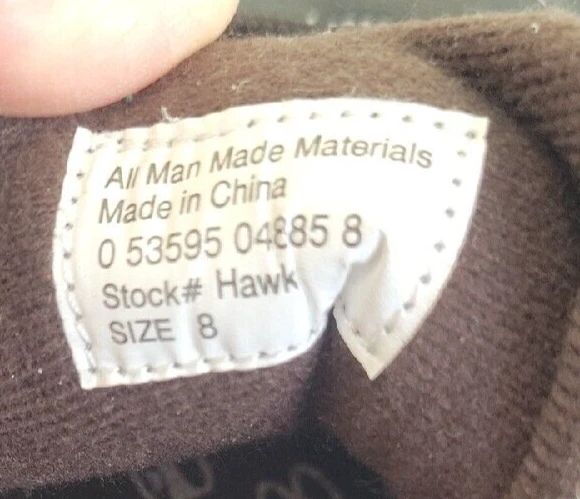 All Man Made Materials
Made in China
0 53595 04885 8
Stock# Hawk
SIZE 8